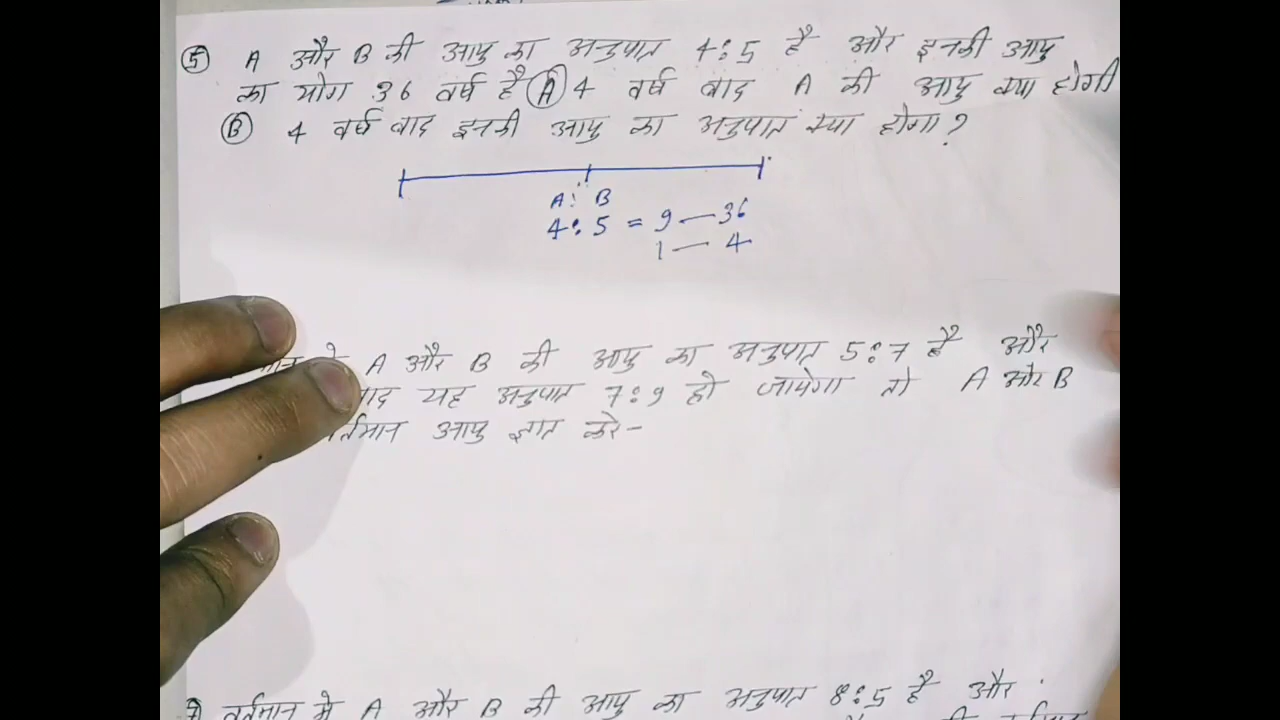 ⑤ A और B की आयु का अनुपात 4:5 है और इनकी आयु
का योग 36 वर्ष है Ⓐ 4 वर्ष बाद A की आयु क्या होगी
Ⓑ 4 वर्ष बाद इनकी आयु का अनुपात क्या होगा?
A : B
4 : 5 = 9 — 36
1 — 4
A और B की आयु का अनुपात 5:7 है और
यह अनुपात 7:9 हो जायेगा तो A और B
आयु ज्ञात करे-
7) वर्तमान मे A और B की आयु का अनुपात 8:5 है और